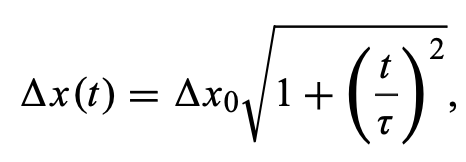 Δx(t) = Δx₀√(1 + (t/τ)²),